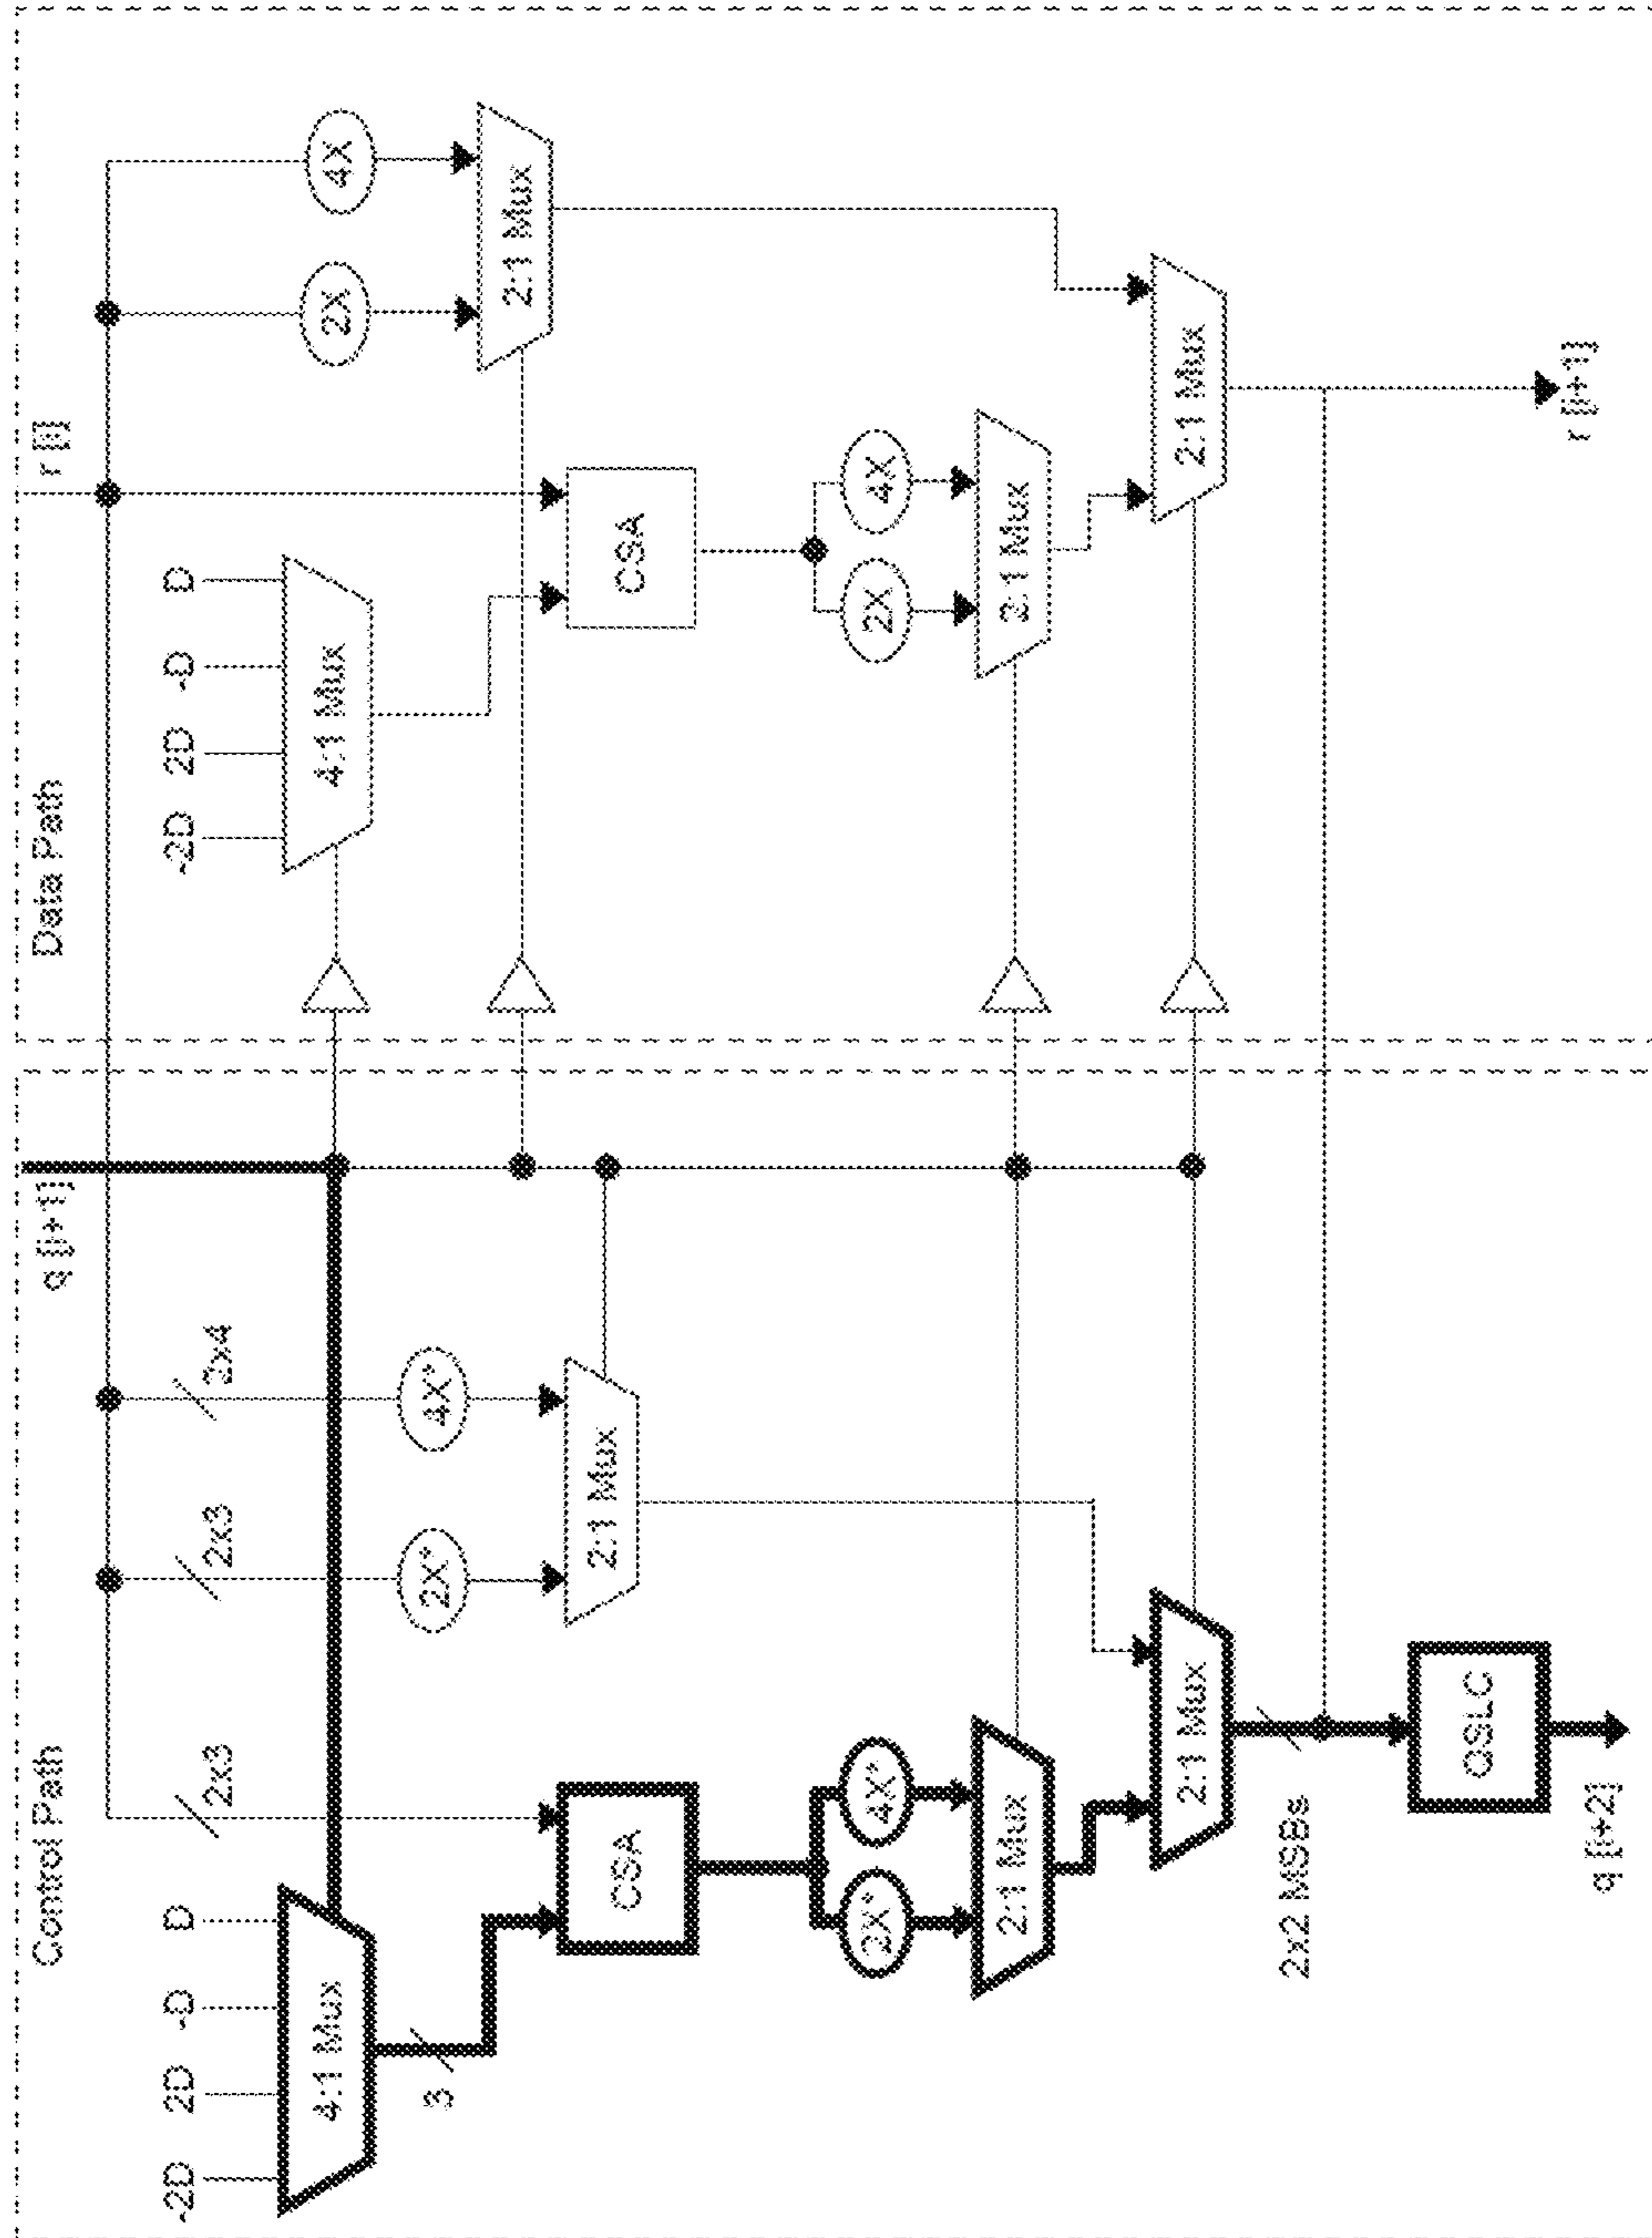 Control Path
q [j+1]
Data Path
r [j]
-2D
2D
-D
D
2x3
2x3
2x4
-2D
2D
-D
D
4:1 Mux
4:1 Mux
2X
4X
3
2X*
4X*
2:1 Mux
CSA
2:1 Mux
CSA
2X*
4X*
2X
4X
2:1 Mux
2:1 Mux
2:1 Mux
2:1 Mux
2x2 MSBs
QSLC
q [j+2]
r [j+1]